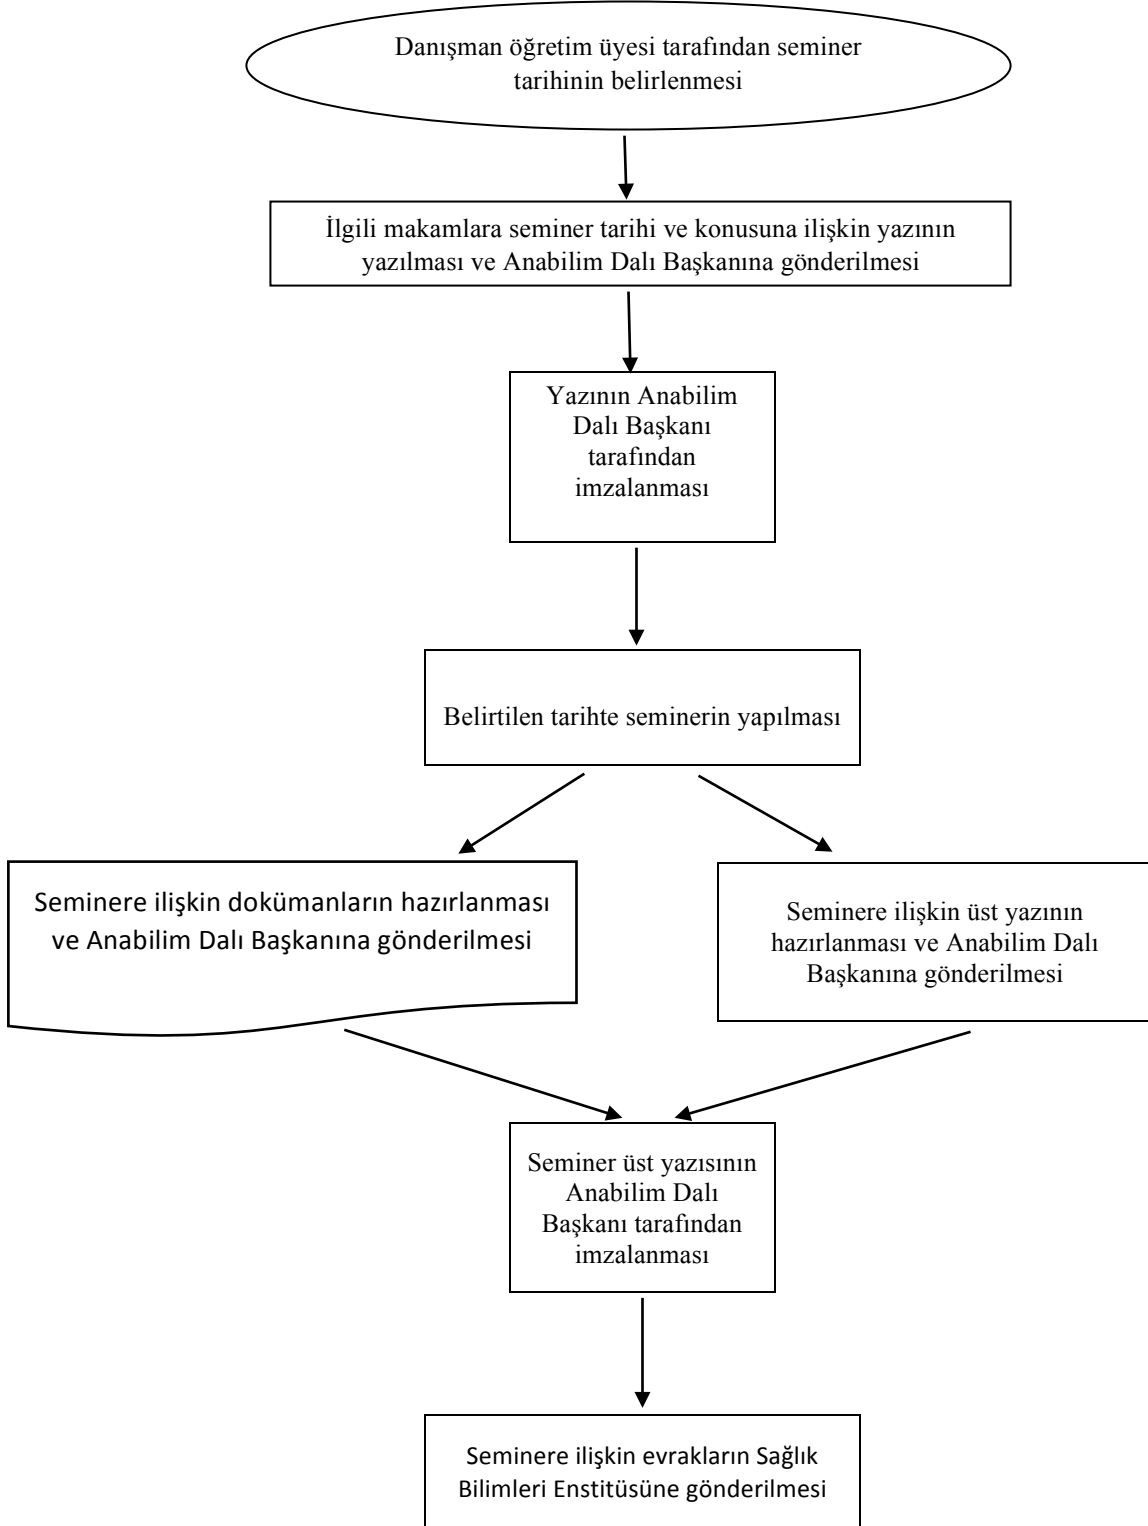 Danışman öğretim üyesi tarafından seminer
tarihinin belirlenmesi
İlgili makamlara seminer tarihi ve konusuna ilişkin yazının
yazılması ve Anabilim Dalı Başkanına gönderilmesi
Yazının Anabilim
Dalı Başkanı
tarafından
imzalanması
Belirtilen tarihte seminerin yapılması
Seminere ilişkin dokümanların hazırlanması
ve Anabilim Dalı Başkanına gönderilmesi
Seminere ilişkin üst yazının
hazırlanması ve Anabilim Dalı
Başkanına gönderilmesi
Seminer üst yazısının
Anabilim Dalı
Başkanı tarafından
imzalanması
Seminere ilişkin evrakların Sağlık
Bilimleri Enstitüsüne gönderilmesi